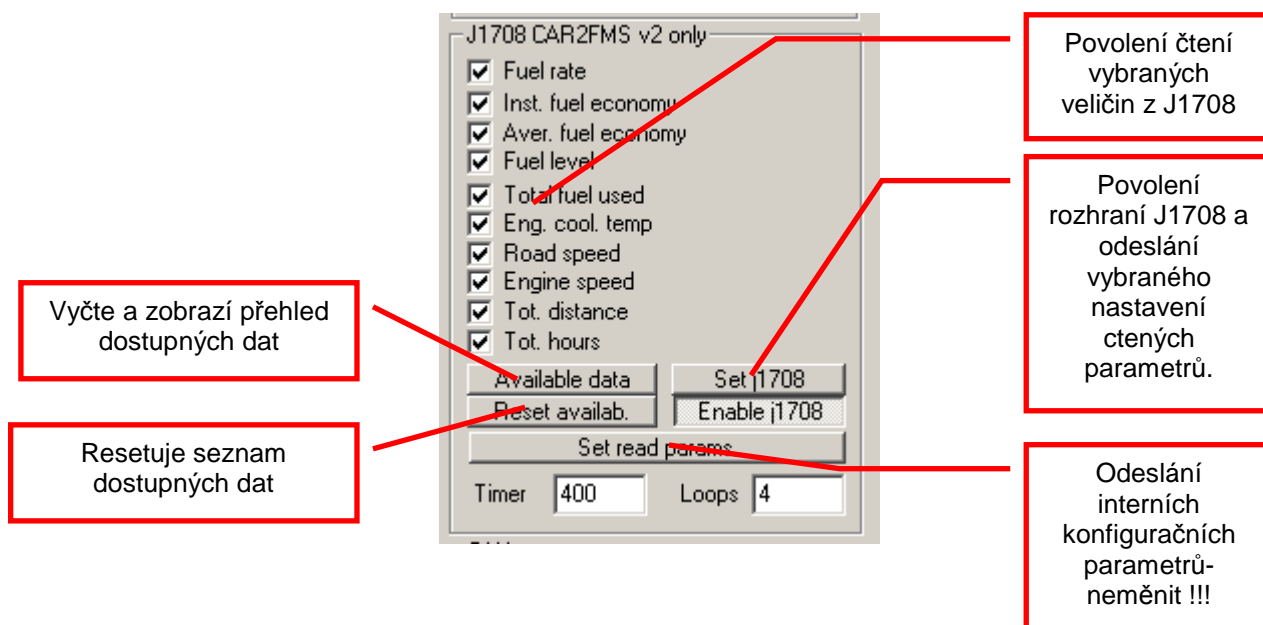 J1708 CAR2FMS v2 only
Fuel rate
Inst. fuel economy
Aver. fuel economy
Fuel level
Total fuel used
Eng. cool. temp
Road speed
Engine speed
Tot. distance
Tot. hours
Available data
Set j1708
Reset availab.
Enable j1708
Set read params
Timer 400 Loops 4
Vyčte a zobrazí přehled
dostupných dat
Resetuje seznam
dostupných dat
Povolení čtení
vybraných
veličin z J1708
Povolení
rozhraní J1708 a
odeslání
vybraného
nastavení
ctených
parametrů.
Odeslání
interních
konfiguračních
parametrů-
neměnit !!!